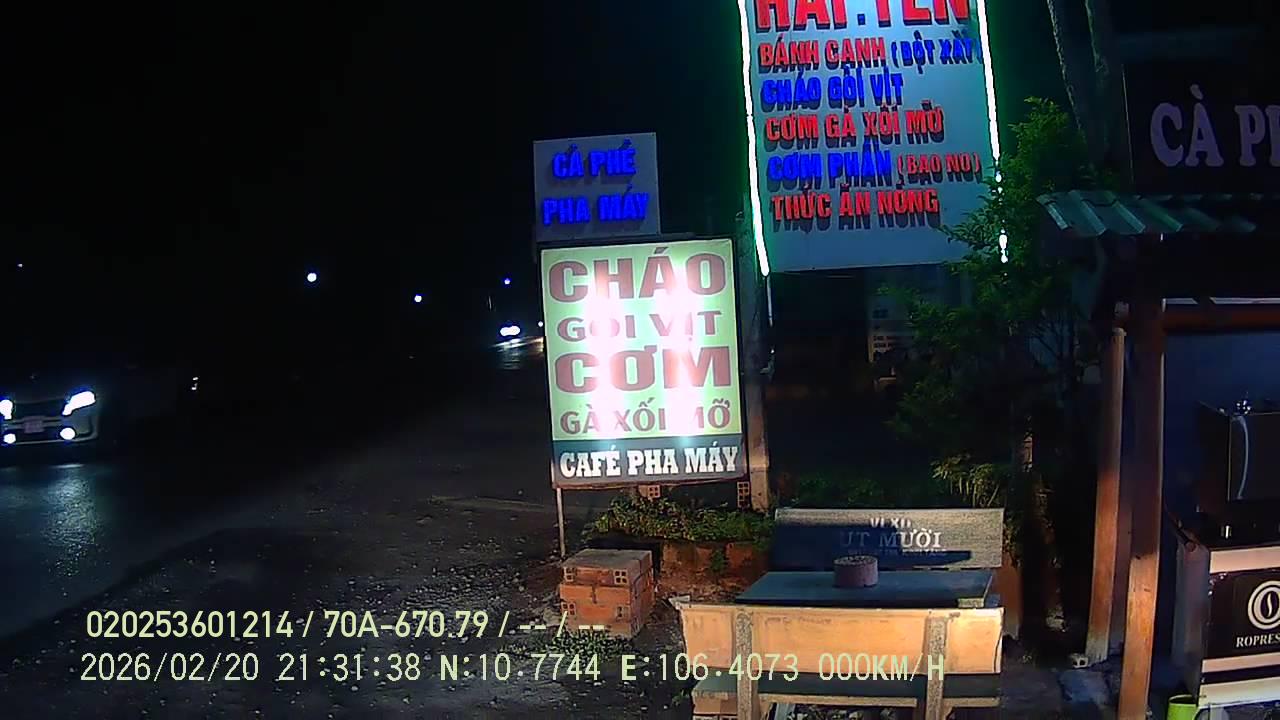 HẢI.YẾN
BÁNH CANH (BỘT XẮT)
CHÁO GỎI VỊT
CƠM GÀ XỐI MỠ
CƠM PHẦN (BAO NO)
THỨC ĂN NÓNG
CÀ PHÊ
PHA MÁY
CHÁO
GỎI VỊT
CƠM
GÀ XỐI MỠ
CAFÉ PHA MÁY
CÀ P
ÚT MƯỜI
ROPRES
020253601214 / 70A-670.79 / -- / --
2026/02/20 21:31:38 N:10.7744 E:106.4073 000KM/H